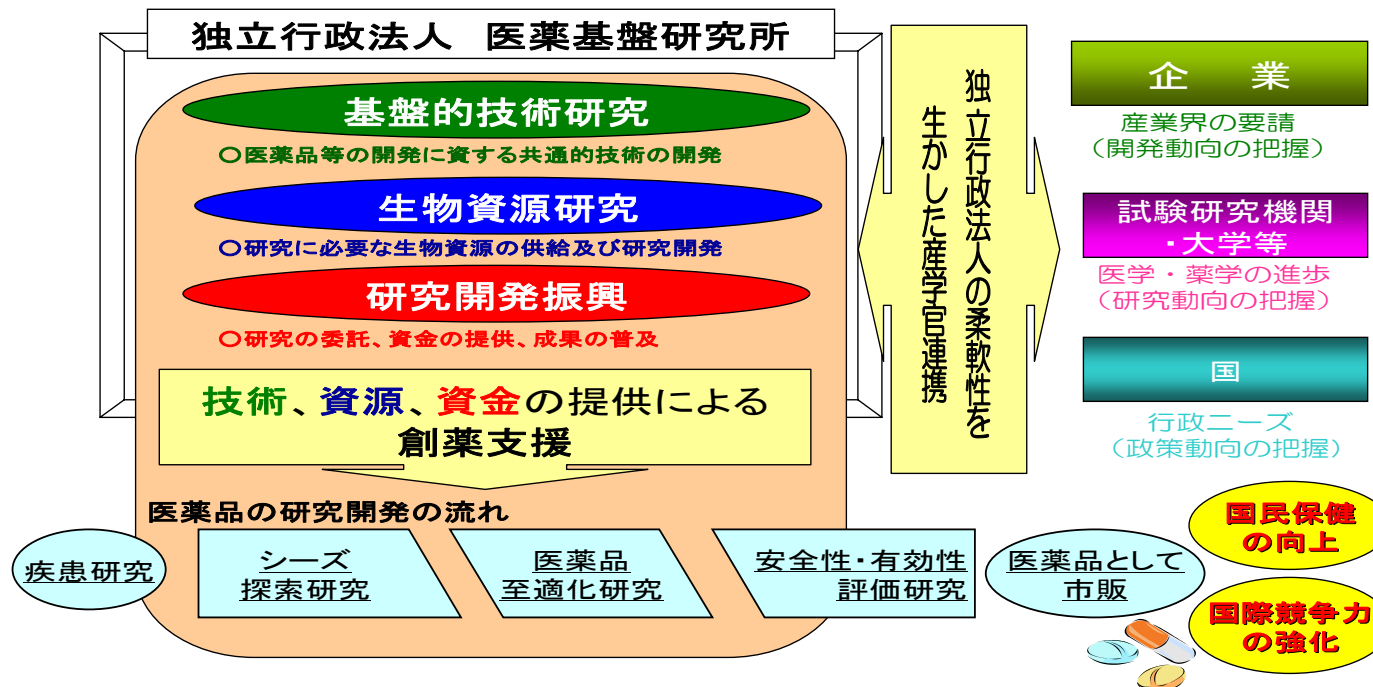 独立行政法人　医薬基盤研究所
基盤的技術研究
〇医薬品等の開発に資する共通的技術の開発
生物資源研究
〇研究に必要な生物資源の供給及び研究開発
研究開発振興
〇研究の委託、資金の提供、成果の普及
技術、資源、資金の提供による
創薬支援
独立行政法人の柔軟性を
生かした産学官連携
企　業
産業界の要請
（開発動向の把握）
試験研究機関
・大学等
医学・薬学の進歩
（研究動向の把握）
国
行政ニーズ
（政策動向の把握）
医薬品の研究開発の流れ
疾患研究
シーズ
探索研究
医薬品
至適化研究
安全性・有効性
評価研究
医薬品として
市販
国民保健
の向上
国際競争力
の強化